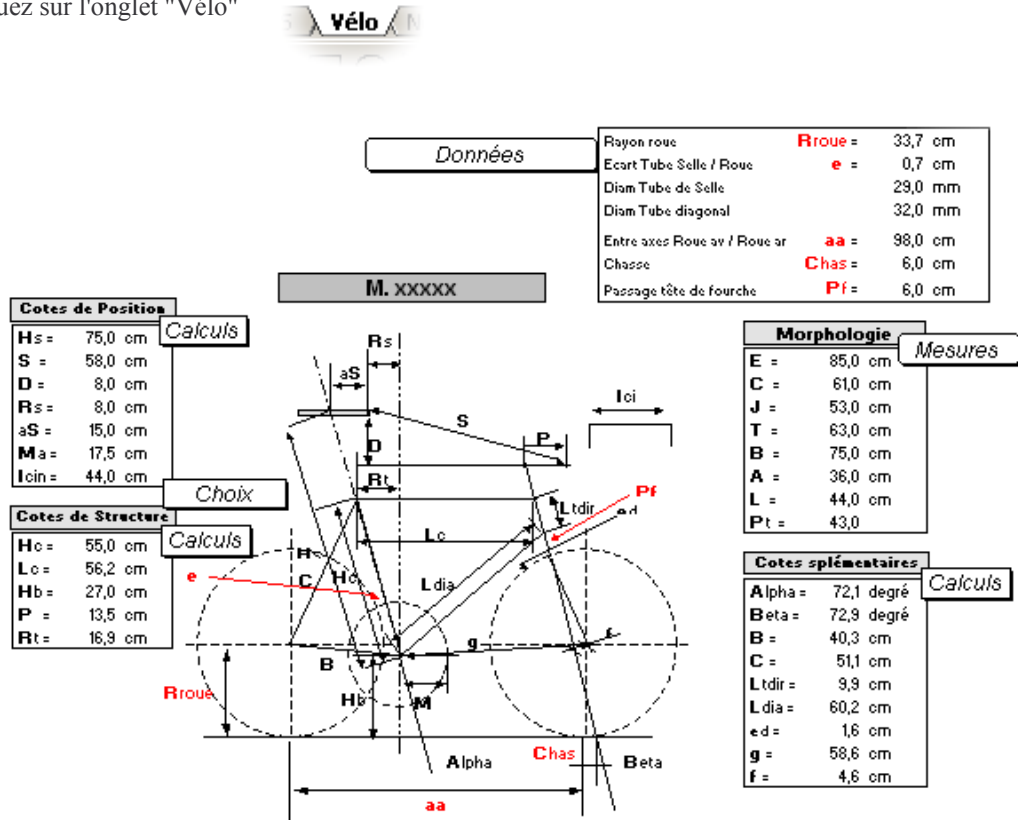 uez sur l'onglet "Vélo"
Vélo
Données
Rayon roue Rroue = 33,7 cm
Ecart Tube Selle / Roue e = 0,7 cm
Diam Tube de Selle 29,0 mm
Diam Tube diagonal 32,0 mm
Entre axes Roue av / Roue ar aa = 98,0 cm
Chasse Chas = 6,0 cm
Passage tête de fourche Pf = 6,0 cm
M. xxxxx
Cotes de Position
Calculs
Hs = 75,0 cm
S = 58,0 cm
D = 8,0 cm
Rs = 8,0 cm
aS = 15,0 cm
Ma = 17,5 cm
Icin = 44,0 cm
Choix
Cotes de Structure
Calculs
Hc = 55,0 cm
Lc = 56,2 cm
Hb = 27,0 cm
P = 13,5 cm
Rt = 16,9 cm
Morphologie
Mesures
E = 85,0 cm
C = 61,0 cm
J = 53,0 cm
T = 63,0 cm
B = 75,0 cm
A = 36,0 cm
L = 44,0 cm
Pt = 43,0
Cotes splémentaires
Calculs
Alpha = 72,1 degré
Beta = 72,9 degré
B = 40,3 cm
C = 51,1 cm
Ltdir = 9,9 cm
Ldia = 60,2 cm
ed = 1,6 cm
g = 58,6 cm
f = 4,6 cm
Rs
aS
Ici
S
P
D
Rt
Pf
Ltdir
ed
Lc
Hc
e
C
Ldia
f
g
B
Rroue
Hb
M
Chas
Alpha
Beta
aa